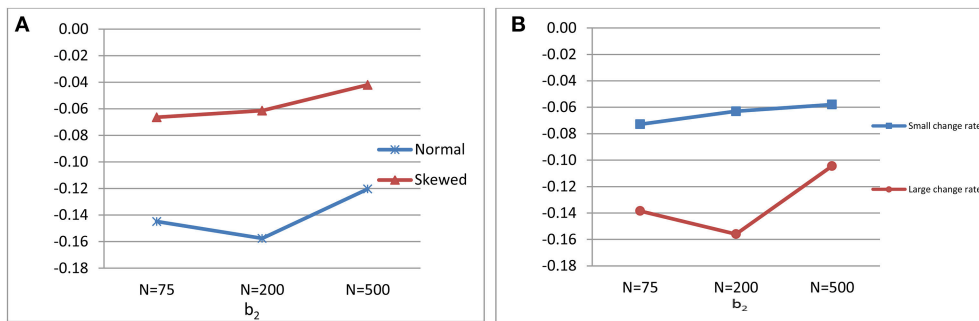 A
0.00
-0.02
-0.04
-0.06
-0.08
-0.10
-0.12
-0.14
-0.16
-0.18
N=75 N=200 N=500
b₂
Normal
Skewed
B
0.00
-0.02
-0.04
-0.06
-0.08
-0.10
-0.12
-0.14
-0.16
-0.18
N=75 N=200 N=500
b₂
Small change rate
Large change rate